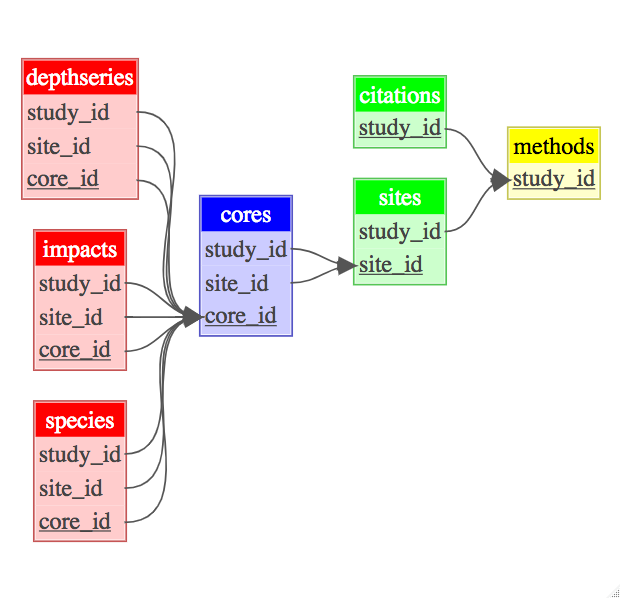 depthseries
study_id
site_id
core_id
impacts
study_id
site_id
core_id
species
study_id
site_id
core_id
cores
study_id
site_id
core_id
citations
study_id
sites
study_id
site_id
methods
study_id